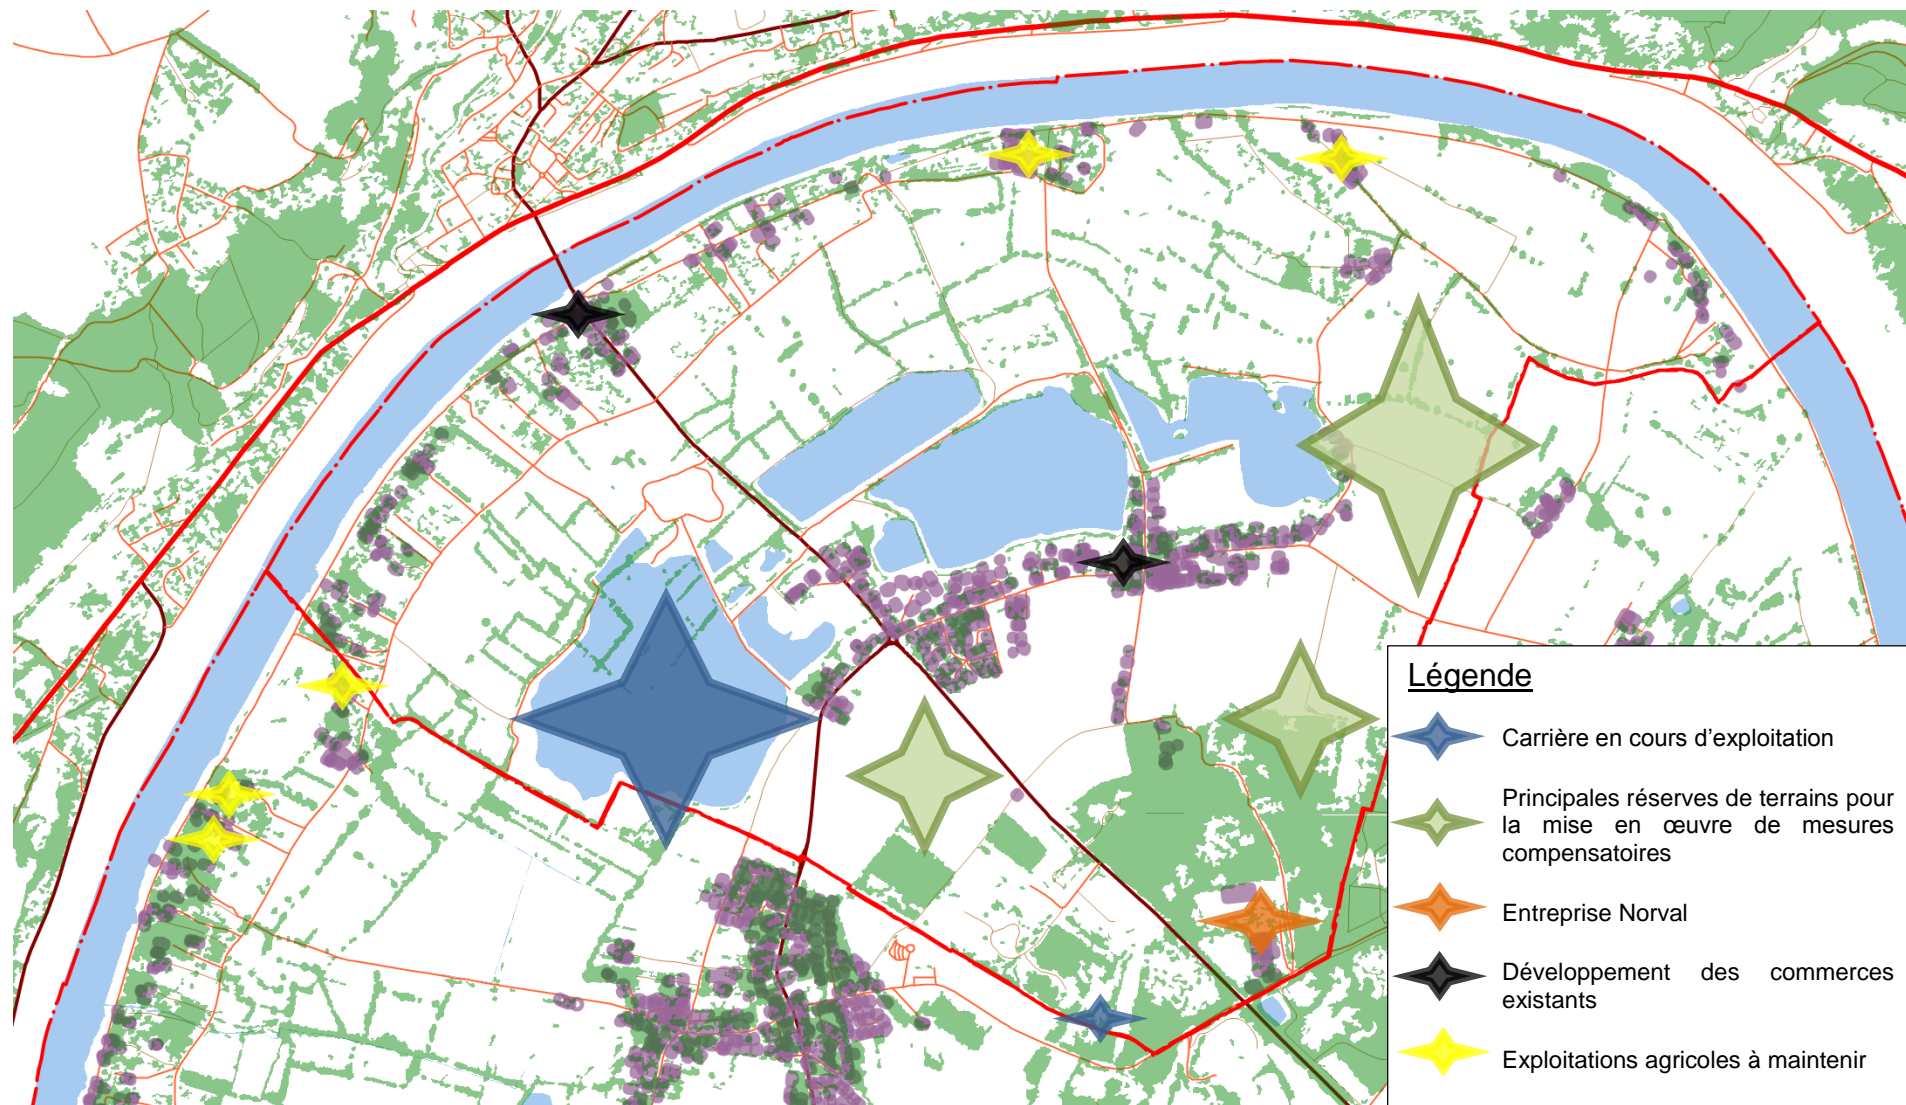 Légende
Carrière en cours d’exploitation
Principales réserves de terrains pour
la mise en œuvre de mesures
compensatoires
Entreprise Norval
Développement des commerces
existants
Exploitations agricoles à maintenir